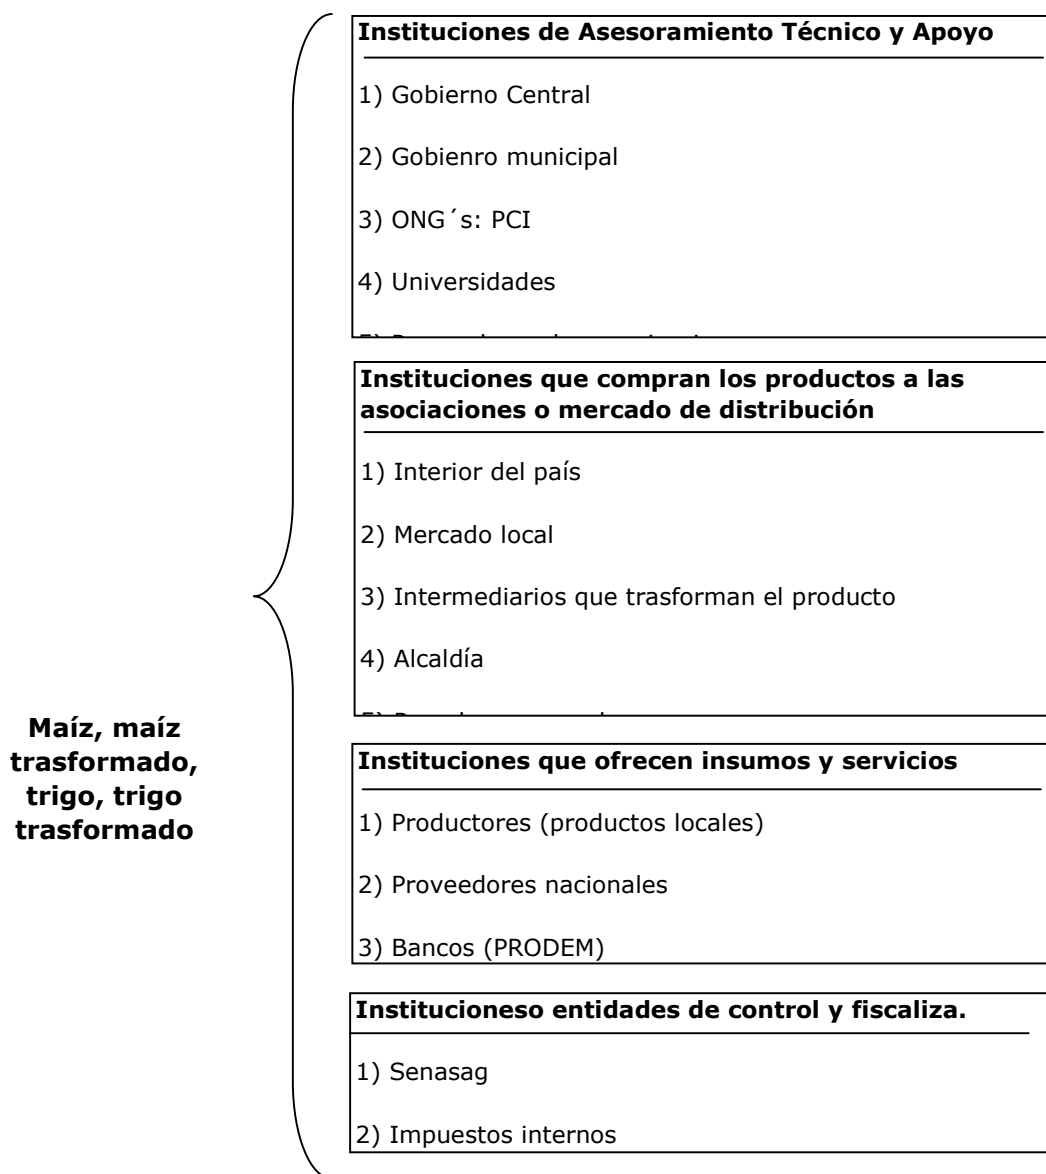 Instituciones de Asesoramiento Técnico y Apoyo
1) Gobierno Central
2) Gobienro municipal
3) ONG´s: PCI
4) Universidades
Instituciones que compran los productos a las
asociaciones o mercado de distribución
1) Interior del país
2) Mercado local
3) Intermediarios que trasforman el producto
4) Alcaldía
Maíz, maíz
trasformado,
trigo, trigo
trasformado
Instituciones que ofrecen insumos y servicios
1) Productores (productos locales)
2) Proveedores nacionales
3) Bancos (PRODEM)
Institucioneso entidades de control y fiscaliza.
1) Senasag
2) Impuestos internos